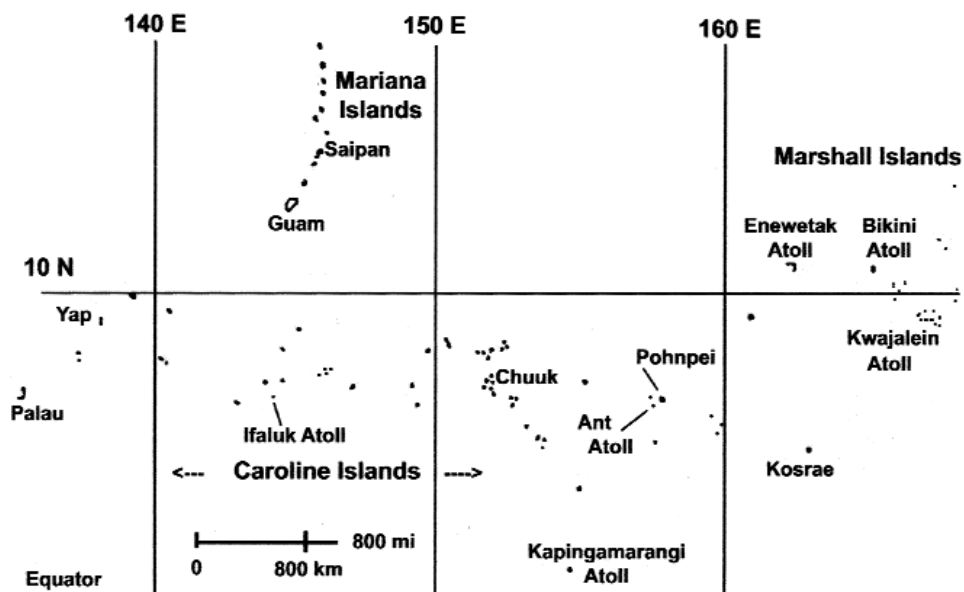 140 E
150 E
160 E
Mariana
Islands
Saipan
Guam
Marshall Islands
Enewetak
Atoll
Bikini
Atoll
10 N
Yap
Palau
Ifaluk Atoll
Chuuk
Pohnpei
Ant
Atoll
Kwajalein
Atoll
Kosrae
<--- Caroline Islands ---->
800 mi
0 800 km
Kapingamarangi
Atoll
Equator